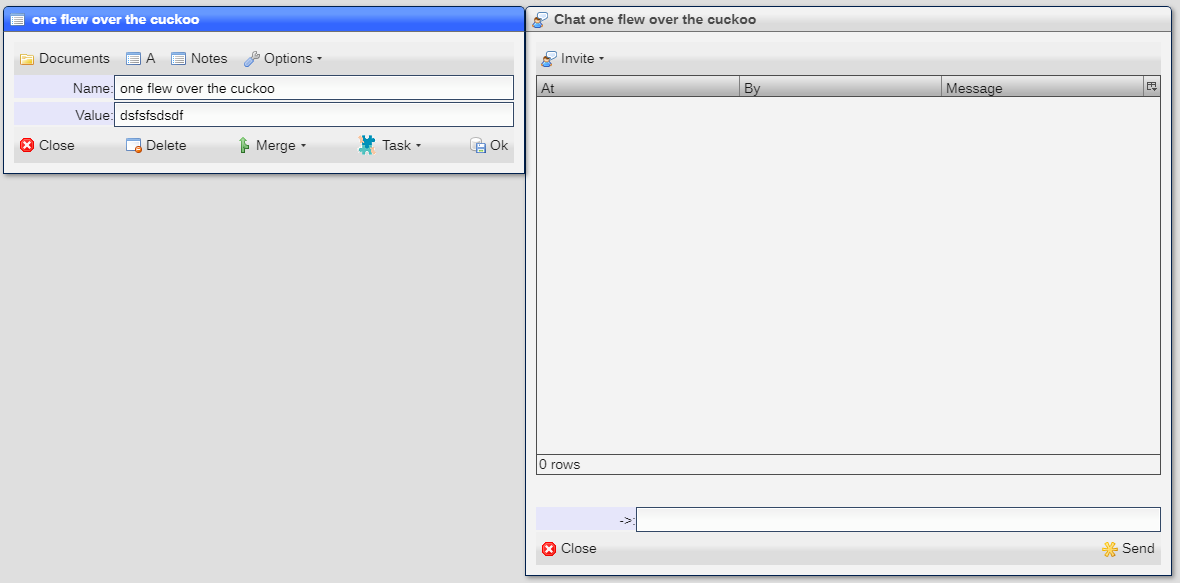 one flew over the cuckoo
Documents A Notes Options
Name: one flew over the cuckoo
Value: dsfsfsdsdf
Close Delete Merge Task Ok
Chat one flew over the cuckoo
Invite
At By Message
0 rows
->:
Close Send